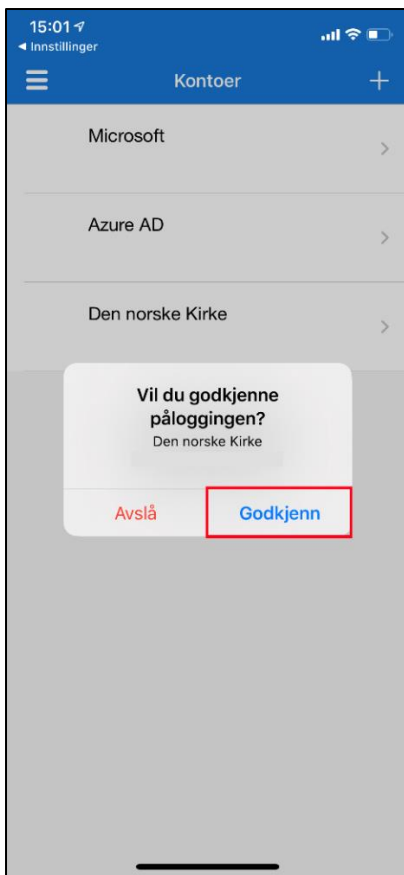 15:01
◀ Innstillinger
Kontoer
Microsoft
Azure AD
Den norske Kirke
Vil du godkjenne
påloggingen?
Den norske Kirke
Avslå
Godkjenn